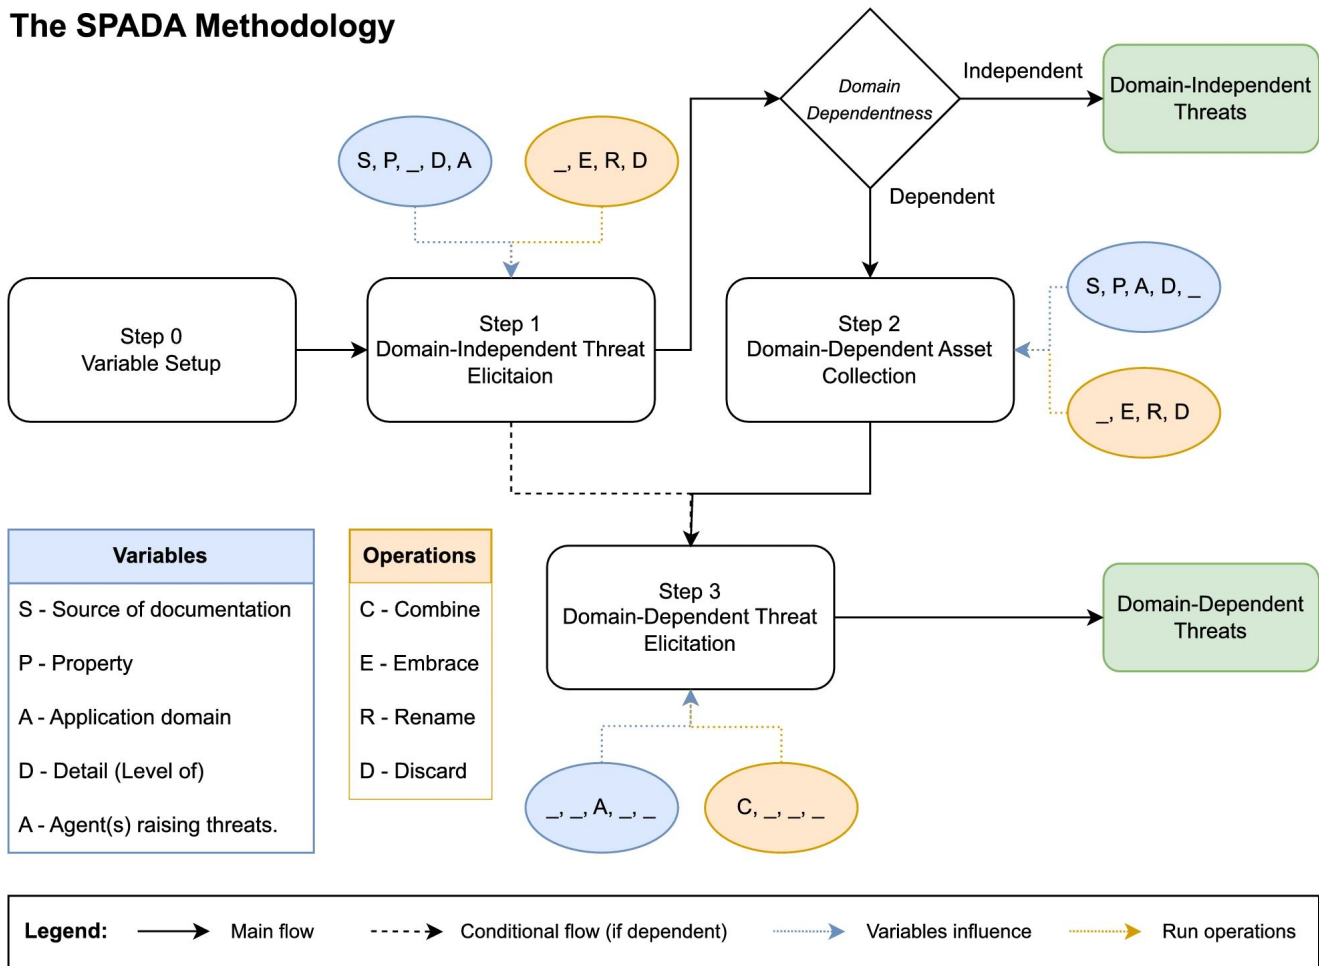 The SPADA Methodology
Domain
Dependentness
Independent
Domain-Independent
Threats
S, P, _, D, A
_, E, R, D
Dependent
Step 0
Variable Setup
Step 1
Domain-Independent Threat
Elicitaion
Step 2
Domain-Dependent Asset
Collection
S, P, A, D, _
_, E, R, D
Variables
S - Source of documentation
P - Property
A - Application domain
D - Detail (Level of)
A - Agent(s) raising threats.
Operations
C - Combine
E - Embrace
R - Rename
D - Discard
Step 3
Domain-Dependent Threat
Elicitation
Domain-Dependent
Threats
_, _, A, _, _
C, _, _, _
Legend: Main flow Conditional flow (if dependent) Variables influence Run operations